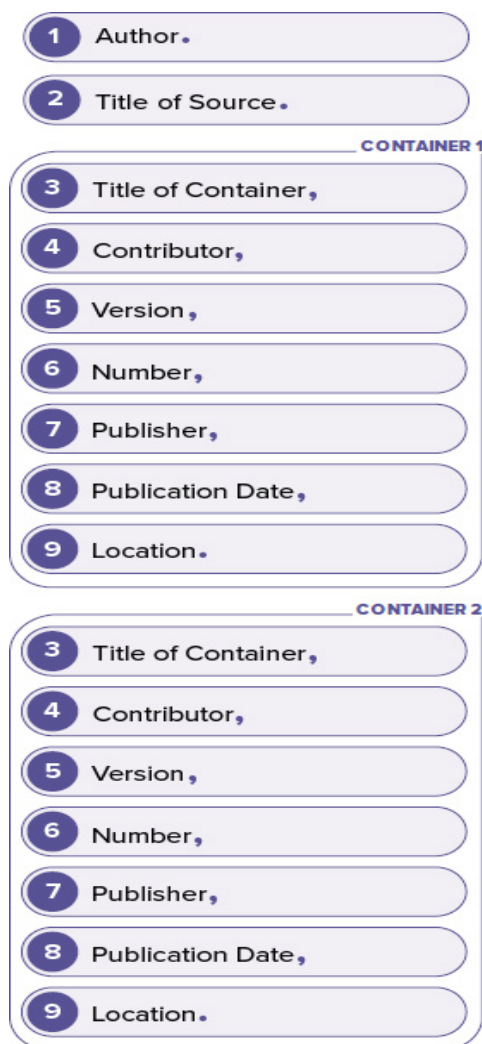 1 Author.
2 Title of Source.
CONTAINER 1
3 Title of Container,
4 Contributor,
5 Version,
6 Number,
7 Publisher,
8 Publication Date,
9 Location.
CONTAINER 2
3 Title of Container,
4 Contributor,
5 Version,
6 Number,
7 Publisher,
8 Publication Date,
9 Location.